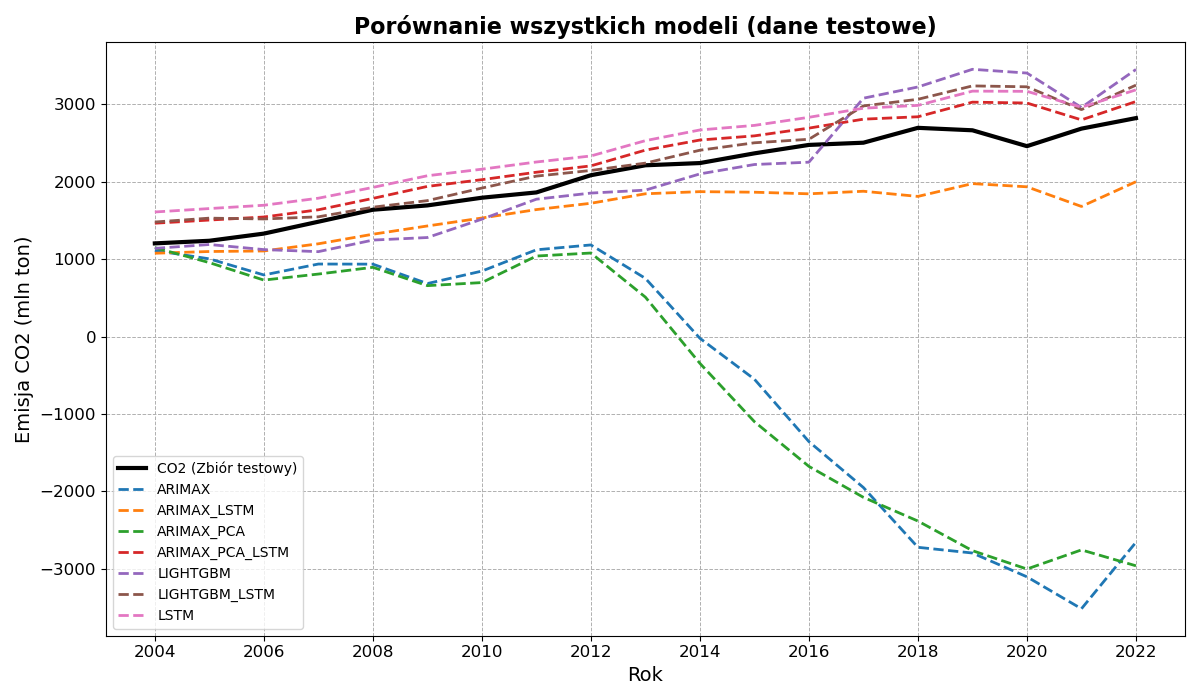 Porównanie wszystkich modeli (dane testowe)
Emisja CO2 (mln ton)
3000
2000
1000
0
−1000
−2000
−3000
CO2 (Zbiór testowy)
ARIMAX
ARIMAX_LSTM
ARIMAX_PCA
ARIMAX_PCA_LSTM
LIGHTGBM
LIGHTGBM_LSTM
LSTM
2004 2006 2008 2010 2012 2014 2016 2018 2020 2022
Rok